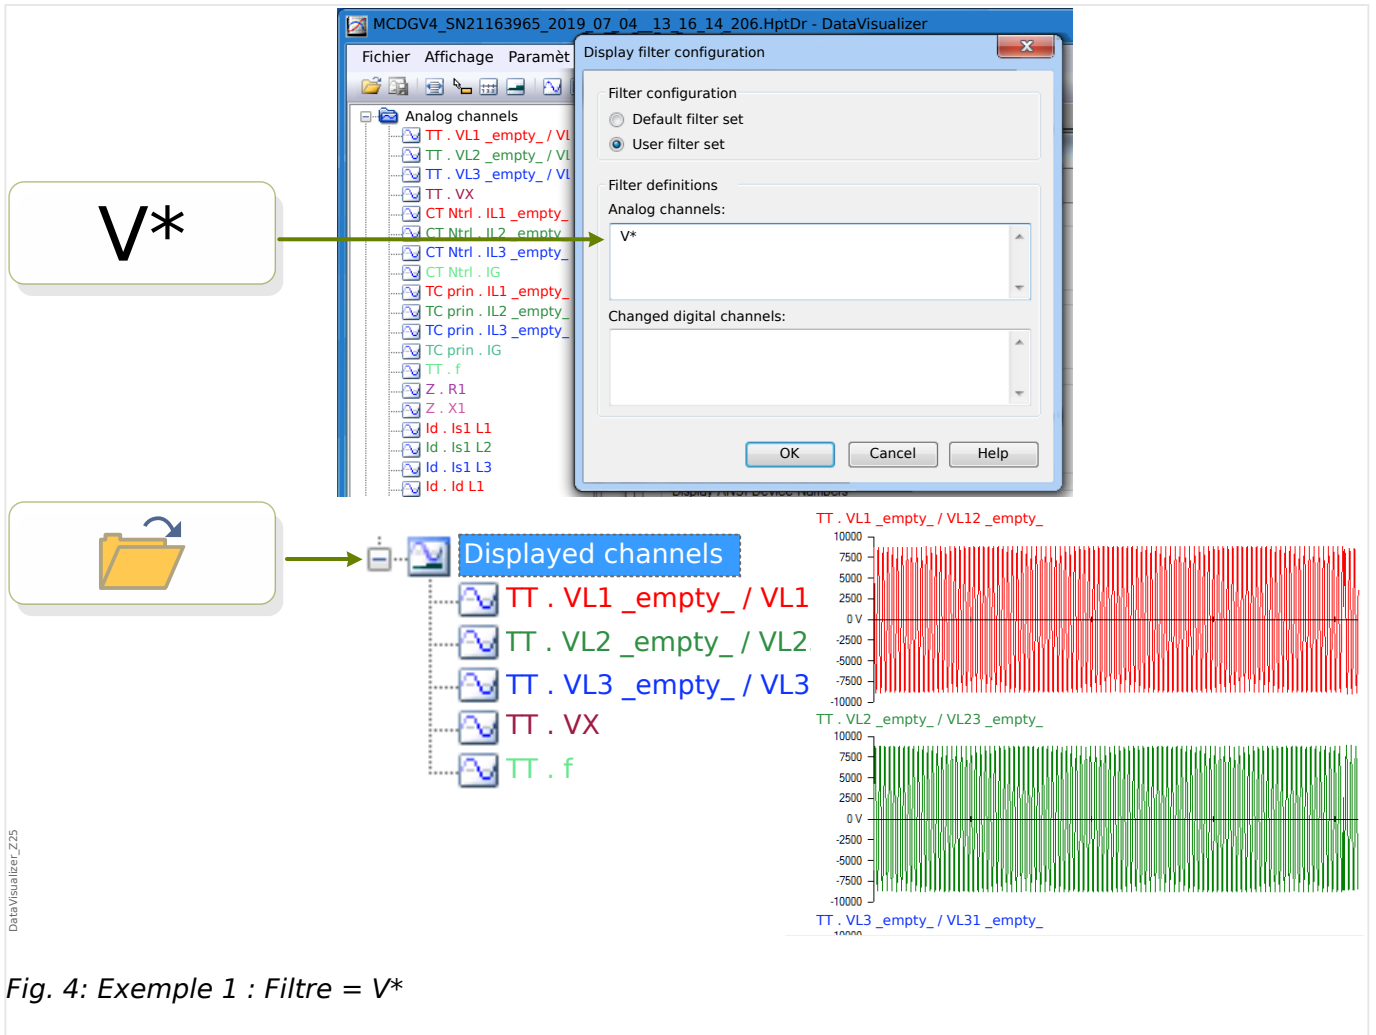 MCDGV4_SN21163965_2019_07_04__13_16_14_206.HptDr - DataVisualizer
Fichier Affichage Paramèt
Display filter configuration
Filter configuration
Default filter set
User filter set
Filter definitions
Analog channels:
V*
Changed digital channels:
OK Cancel Help
Display ANSI Device Numbers
Analog channels
TT . VL1 _empty_ / VL
TT . VL2 _empty_ / VL
TT . VL3 _empty_ / VL
TT . VX
CT Ntrl . IL1 _empty_
CT Ntrl . IL2 _empty_
CT Ntrl . IL3 _empty_
CT Ntrl . IG
TC prin . IL1 _empty_
TC prin . IL2 _empty_
TC prin . IL3 _empty_
TC prin . IG
TT . f
Z . R1
Z . X1
Id . Is1 L1
Id . Is1 L2
Id . Is1 L3
Id . Id L1
V*
Displayed channels
TT . VL1 _empty_ / VL1
TT . VL2 _empty_ / VL2
TT . VL3 _empty_ / VL3
TT . VX
TT . f
TT . VL1 _empty_ / VL12 _empty_
10000
7500
5000
2500
0 V
-2500
-5000
-7500
-10000
TT . VL2 _empty_ / VL23 _empty_
10000
7500
5000
2500
0 V
-2500
-5000
-7500
-10000
TT . VL3 _empty_ / VL31 _empty_
10000
DataVisualizer_Z25
Fig. 4: Exemple 1 : Filtre = V*